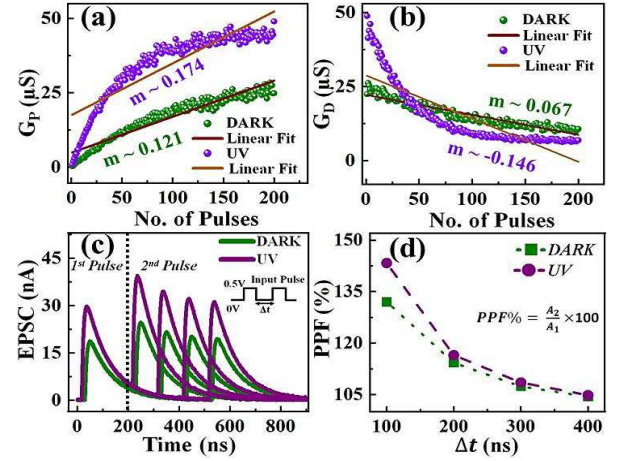 (a)
G_P (μS)
50
25
0
m ~ 0.174
m ~ 0.121
DARK
Linear Fit
UV
Linear Fit
0 50 100 150 200
No. of Pulses
(b)
G_D (μS)
50
25
0
DARK
Linear Fit
UV
Linear Fit
m ~ 0.067
m ~ -0.146
0 50 100 150 200
No. of Pulses
(c)
EPSC (nA)
45
30
15
0
DARK
UV
1st Pulse
2nd Pulse
0.5V
0V
Input Pulse
Δt
0 200 400 600 800
Time (ns)
(d)
PPF (%)
150
135
120
105
DARK
UV
PPF% = A_2/A_1 ×100
100 200 300 400
Δt (ns)